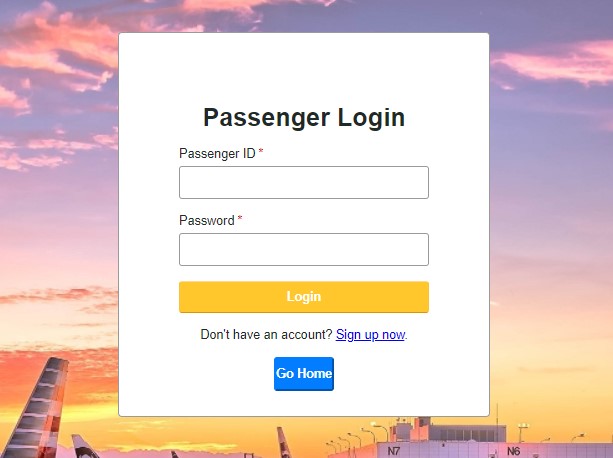 Passenger Login
Passenger ID *
Password *
Login
Don't have an account? Sign up now.
Go Home
N7
N6